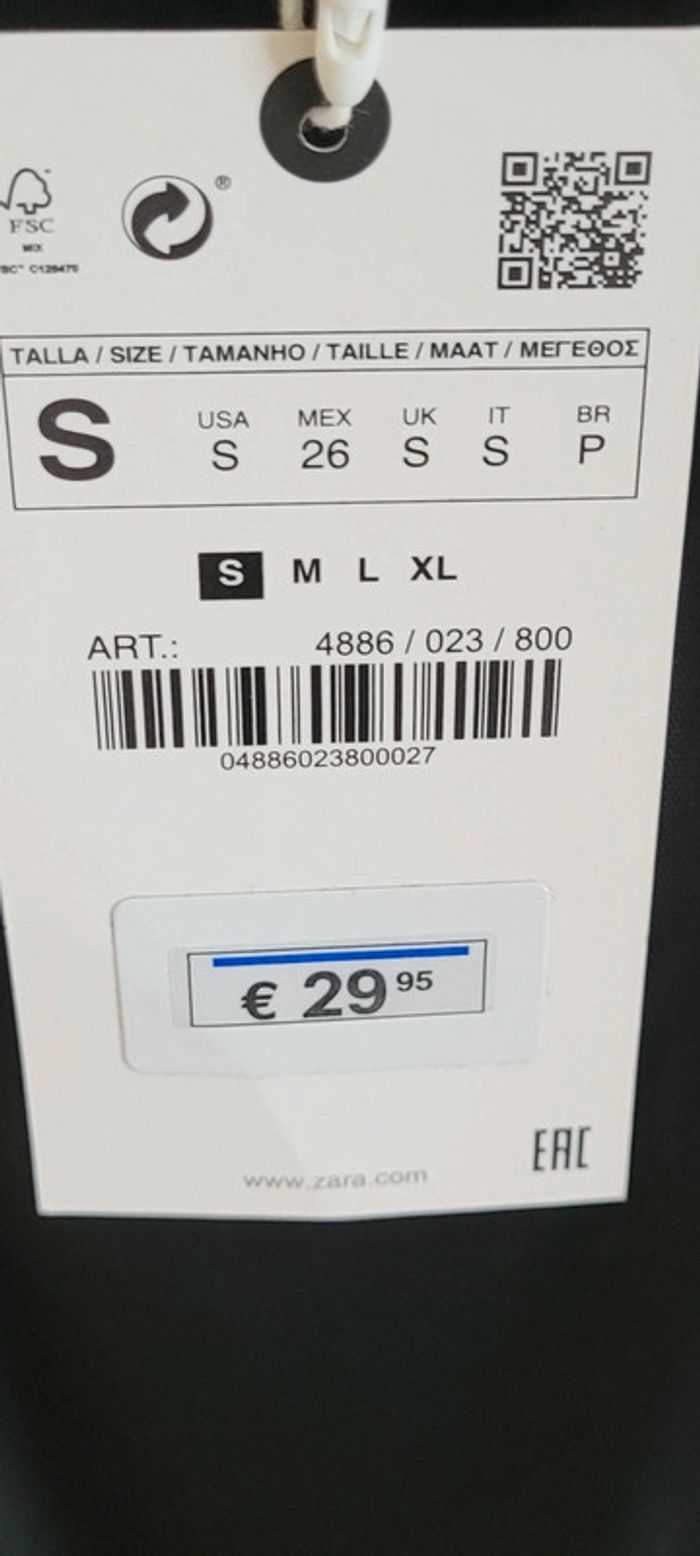 ®
FSC
MIX
FSC™ C128470
TALLA / SIZE / TAMANHO / TAILLE / MAAT / ΜΕΓΕΘΟΣ
S
USA MEX UK IT BR
S 26 S S P
S M L XL
ART.: 4886 / 023 / 800
04886023800027
€ 29 95
EAC
www.zara.com